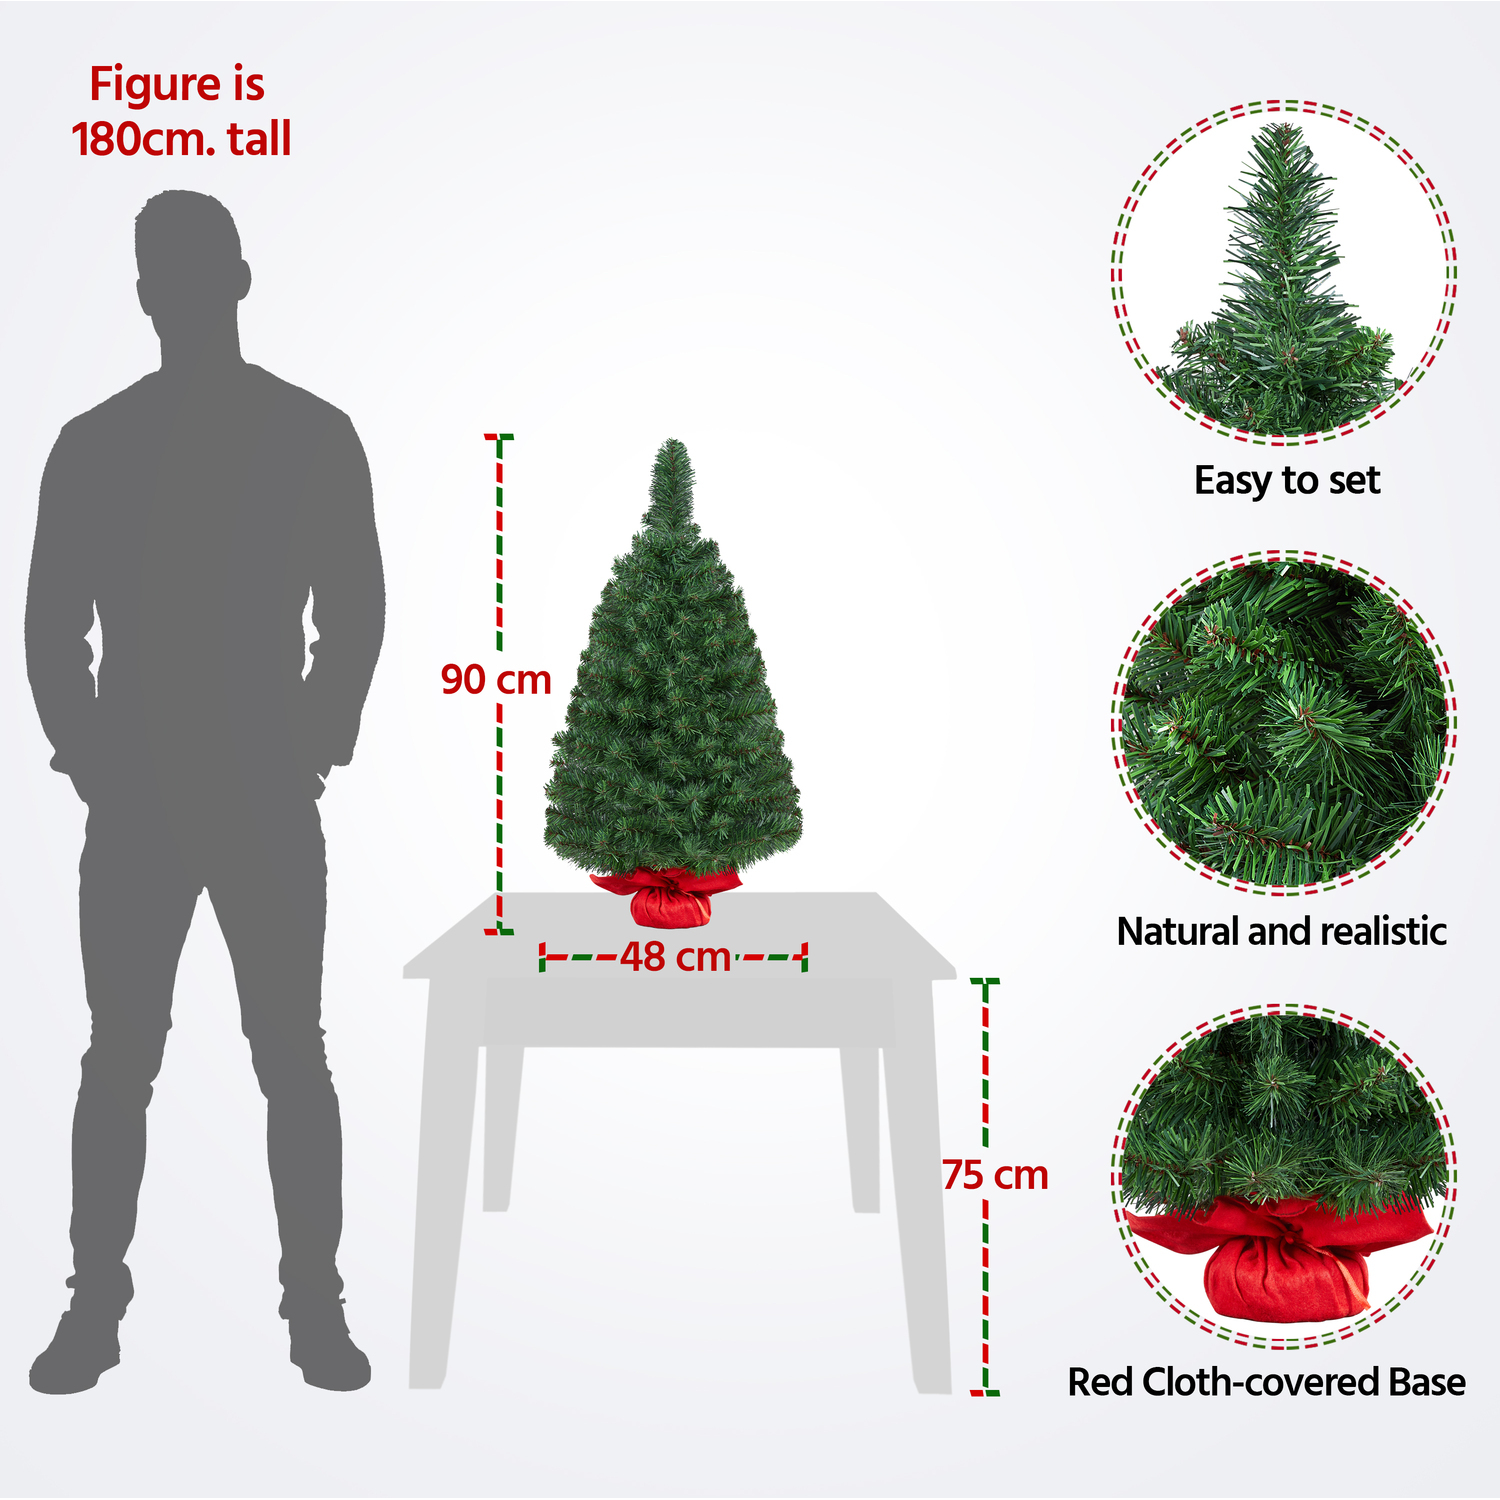 Figure is
180cm. tall
90 cm
48 cm
75 cm
Easy to set
Natural and realistic
Red Cloth-covered Base